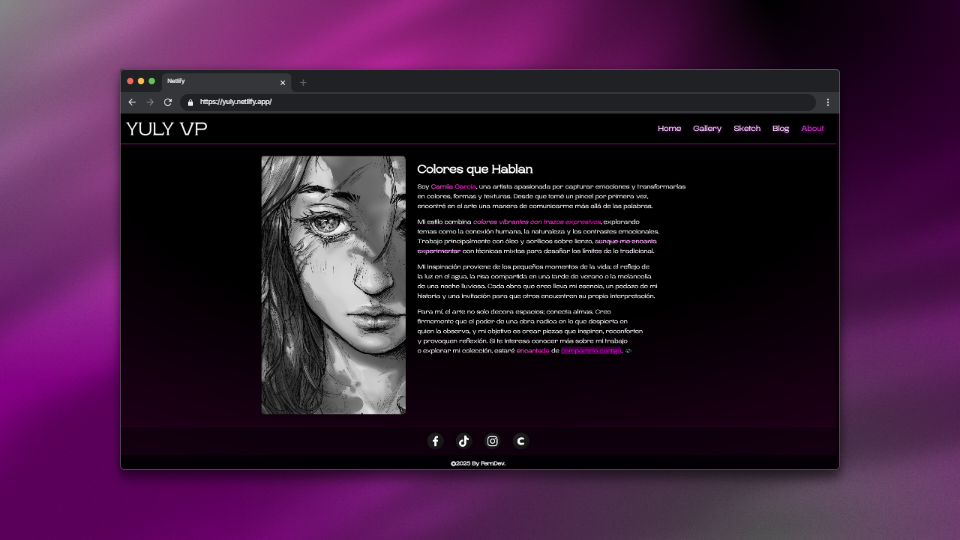 Netlify
https://yuly.netlify.app/
YULY VP
Home Gallery Sketch Blog About
Colores que Hablan
Soy Camila García, una artista apasionada por capturar emociones y transformarlas
en colores, formas y texturas. Desde que tomé un pincel por primera vez,
encontré en el arte una manera de comunicarme más allá de las palabras.
Mi estilo combina colores vibrantes con trazos expresivos, explorando
temas como la conexión humana, la naturaleza y los contrastes emocionales.
Trabajo principalmente con óleo y acrílicos sobre lienzo, aunque me encanta
experimentar con técnicas mixtas para desafiar los límites de lo tradicional.
Mi inspiración proviene de los pequeños momentos de la vida: el reflejo de
la luz en el agua, la risa compartida en una tarde de verano o la melancolía
de una noche lluviosa. Cada obra que creo lleva mi esencia, un pedazo de mi
historia y una invitación para que otros encuentren su propia interpretación.
Para mí, el arte no solo decora espacios; conecta almas. Creo
firmemente que el poder de una obra radica en lo que despierta en
quien la observa, y mi objetivo es crear piezas que inspiren, reconforten
y provoquen reflexión. Si te interesa conocer más sobre mi trabajo
o explorar mi colección, estaré encantada de compartirla contigo.
©2025 By FernDev.